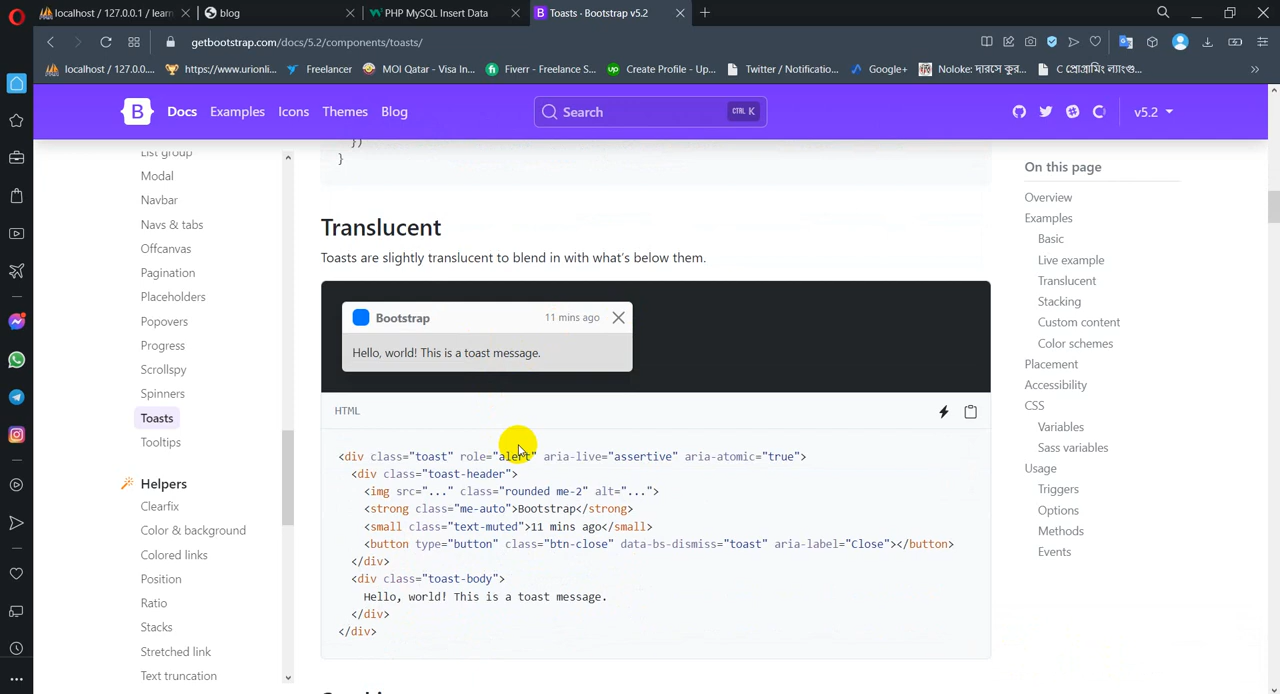 localhost / 127.0.0.1 / learn
blog
PHP MySQL Insert Data
Toasts · Bootstrap v5.2
getbootstrap.com/docs/5.2/components/toasts/
localhost / 127.0.0....
https://www.urionli...
Freelancer
MOI Qatar - Visa In...
Fiverr - Freelance S...
Create Profile - Up...
Twitter / Notificatio...
Google+
Noloke: দারসে কুর...
C প্রোগ্রামিং ল্যাংগু...
B
Docs
Examples
Icons
Themes
Blog
Search
CTRL K
v5.2
List group
Modal
Navbar
Navs & tabs
Offcanvas
Pagination
Placeholders
Popovers
Progress
Scrollspy
Spinners
Toasts
Tooltips
Helpers
Clearfix
Color & background
Colored links
Position
Ratio
Stacks
Stretched link
Text truncation
})
}
Translucent
Toasts are slightly translucent to blend in with what's below them.
Bootstrap
11 mins ago
Hello, world! This is a toast message.
HTML
<div class="toast" role="alert" aria-live="assertive" aria-atomic="true">
<div class="toast-header">
<img src="..." class="rounded me-2" alt="...">
<strong class="me-auto">Bootstrap</strong>
<small class="text-muted">11 mins ago</small>
<button type="button" class="btn-close" data-bs-dismiss="toast" aria-label="Close"></button>
</div>
<div class="toast-body">
Hello, world! This is a toast message.
</div>
</div>
On this page
Overview
Examples
Basic
Live example
Translucent
Stacking
Custom content
Color schemes
Placement
Accessibility
CSS
Variables
Sass variables
Usage
Triggers
Options
Methods
Events